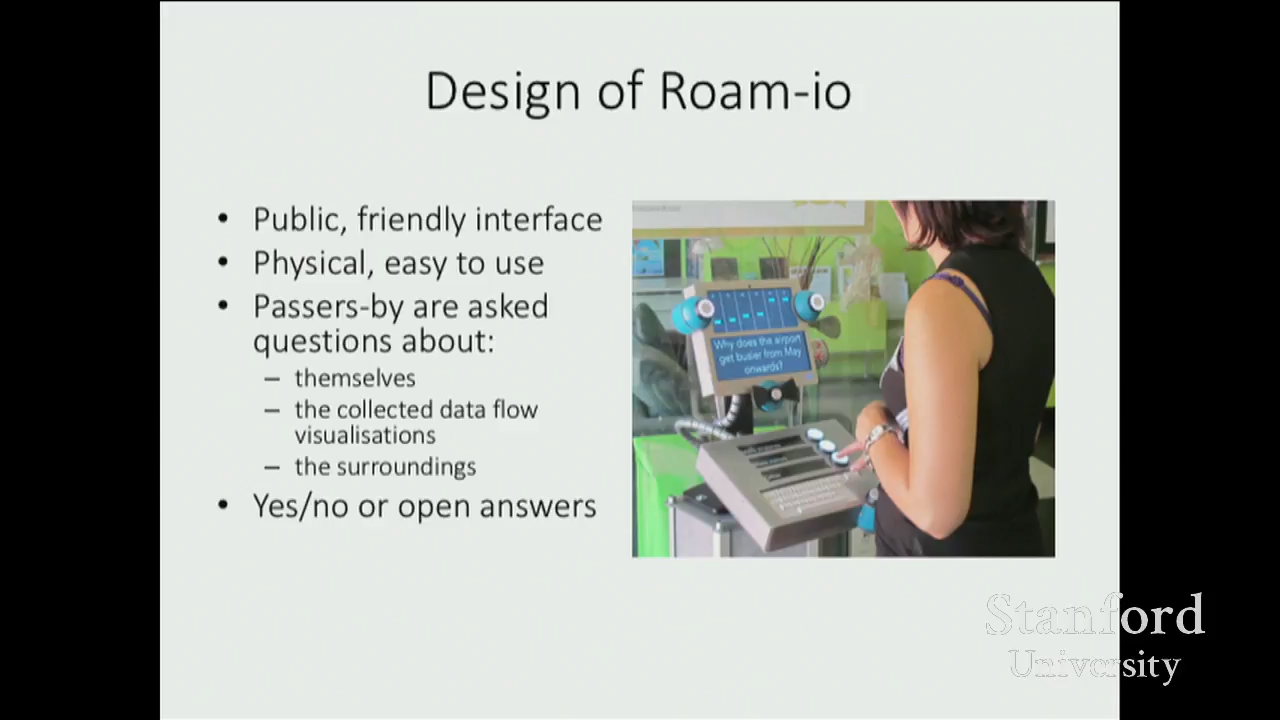 Design of Roam-io
• Public, friendly interface
• Physical, easy to use
• Passers-by are asked
questions about:
– themselves
– the collected data flow
visualisations
– the surroundings
• Yes/no or open answers
Why does the airport
get busier from May
onwards?
Stanford
University